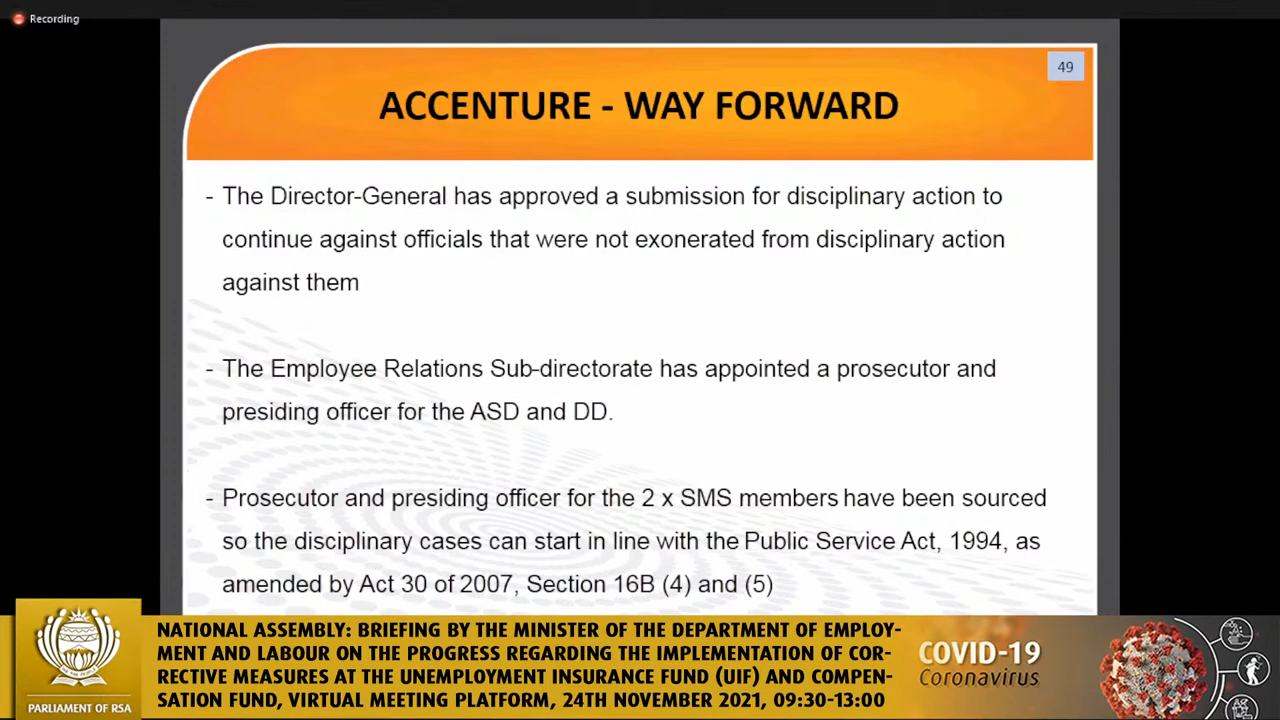 Recording
49
ACCENTURE - WAY FORWARD
- The Director-General has approved a submission for disciplinary action to
continue against officials that were not exonerated from disciplinary action
against them
- The Employee Relations Sub-directorate has appointed a prosecutor and
presiding officer for the ASD and DD.
- Prosecutor and presiding officer for the 2 x SMS members have been sourced
so the disciplinary cases can start in line with the Public Service Act, 1994, as
amended by Act 30 of 2007, Section 16B (4) and (5)
NATIONAL ASSEMBLY: BRIEFING BY THE MINISTER OF THE DEPARTMENT OF EMPLOY-
MENT AND LABOUR ON THE PROGRESS REGARDING THE IMPLEMENTATION OF COR-
RECTIVE MEASURES AT THE UNEMPLOYMENT INSURANCE FUND (UIF) AND COMPEN-
SATION FUND, VIRTUAL MEETING PLATFORM, 24TH NOVEMBER 2021, 09:30-13:00
PARLIAMENT OF RSA
COVID-19
Coronavirus